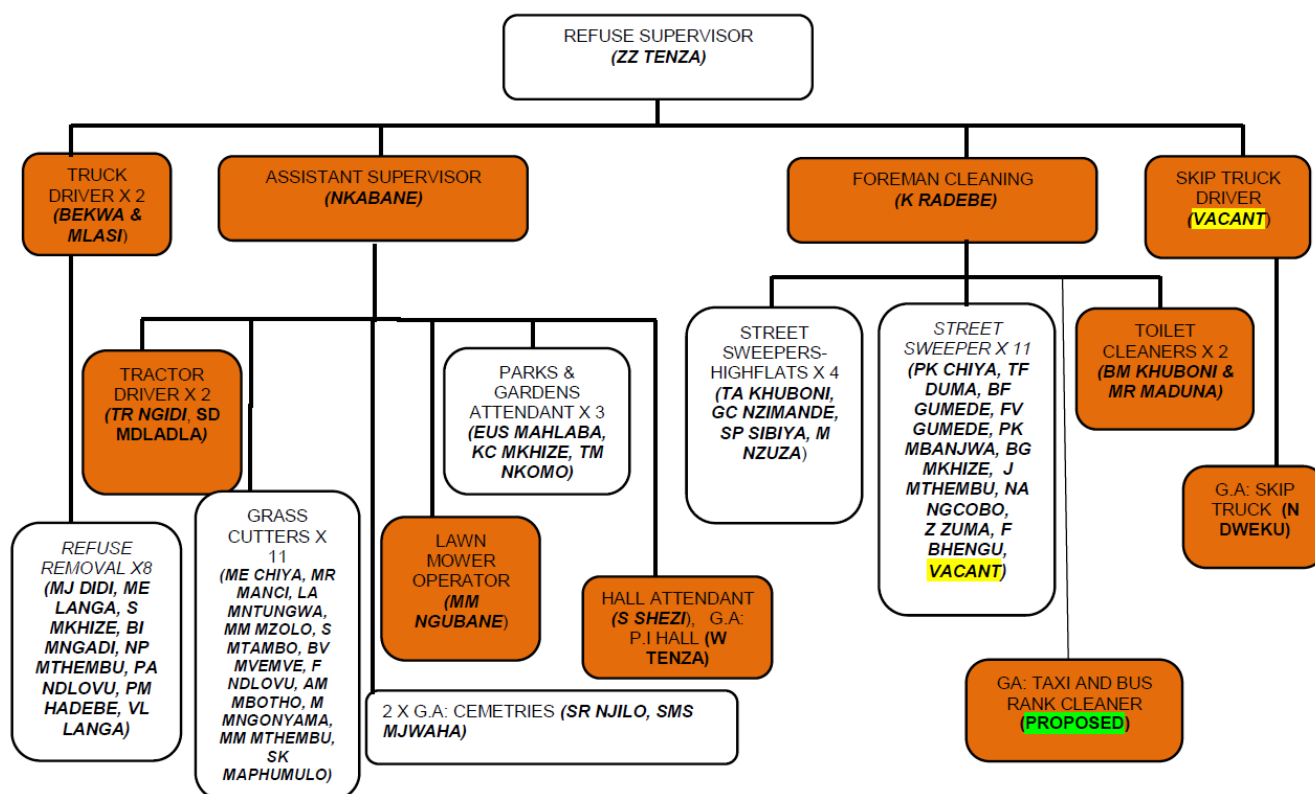 REFUSE SUPERVISOR
(ZZ TENZA)
TRUCK
DRIVER X 2
(BEKWA &
MLASI)
ASSISTANT SUPERVISOR
(NKABANE)
FOREMAN CLEANING
(K RADEBE)
SKIP TRUCK
DRIVER
(VACANT)
TRACTOR
DRIVER X 2
(TR NGIDI, SD
MDLADLA)
PARKS &
GARDENS
ATTENDANT X 3
(EUS MAHLABA,
KC MKHIZE, TM
NKOMO)
STREET
SWEEPERS-
HIGHFLATS X 4
(TA KHUBONI,
GC NZIMANDE,
SP SIBIYA, M
NZUZA)
STREET
SWEEPER X 11
(PK CHIYA, TF
DUMA, BF
GUMEDE, FV
GUMEDE, PK
MBANJWA, BG
MKHIZE, J
MTHEMBU, NA
NGCOBO,
Z ZUMA, F
BHENGU,
VACANT)
TOILET
CLEANERS X 2
(BM KHUBONI &
MR MADUNA)
REFUSE
REMOVAL X8
(MJ DIDI, ME
LANGA, S
MKHIZE, BI
MNGADI, NP
MTHEMBU, PA
NDLOVU, PM
HADEBE, VL
LANGA)
GRASS
CUTTERS X
11
(ME CHIYA, MR
MANCI, LA
MNTUNGWA,
MM MZOLO, S
MTAMBO, BV
MVEMVE, F
NDLOVU, AM
MBOTHO, M
MNGONYAMA,
MM MTHEMBU,
SK
MAPHUMULO)
LAWN
MOWER
OPERATOR
(MM
NGUBANE)
HALL ATTENDANT
(S SHEZI), G.A:
P.I HALL (W
TENZA)
G.A: SKIP
TRUCK (N
DWEKU)
2 X G.A: CEMETRIES (SR NJILO, SMS
MJWAHA)
GA: TAXI AND BUS
RANK CLEANER
(PROPOSED)